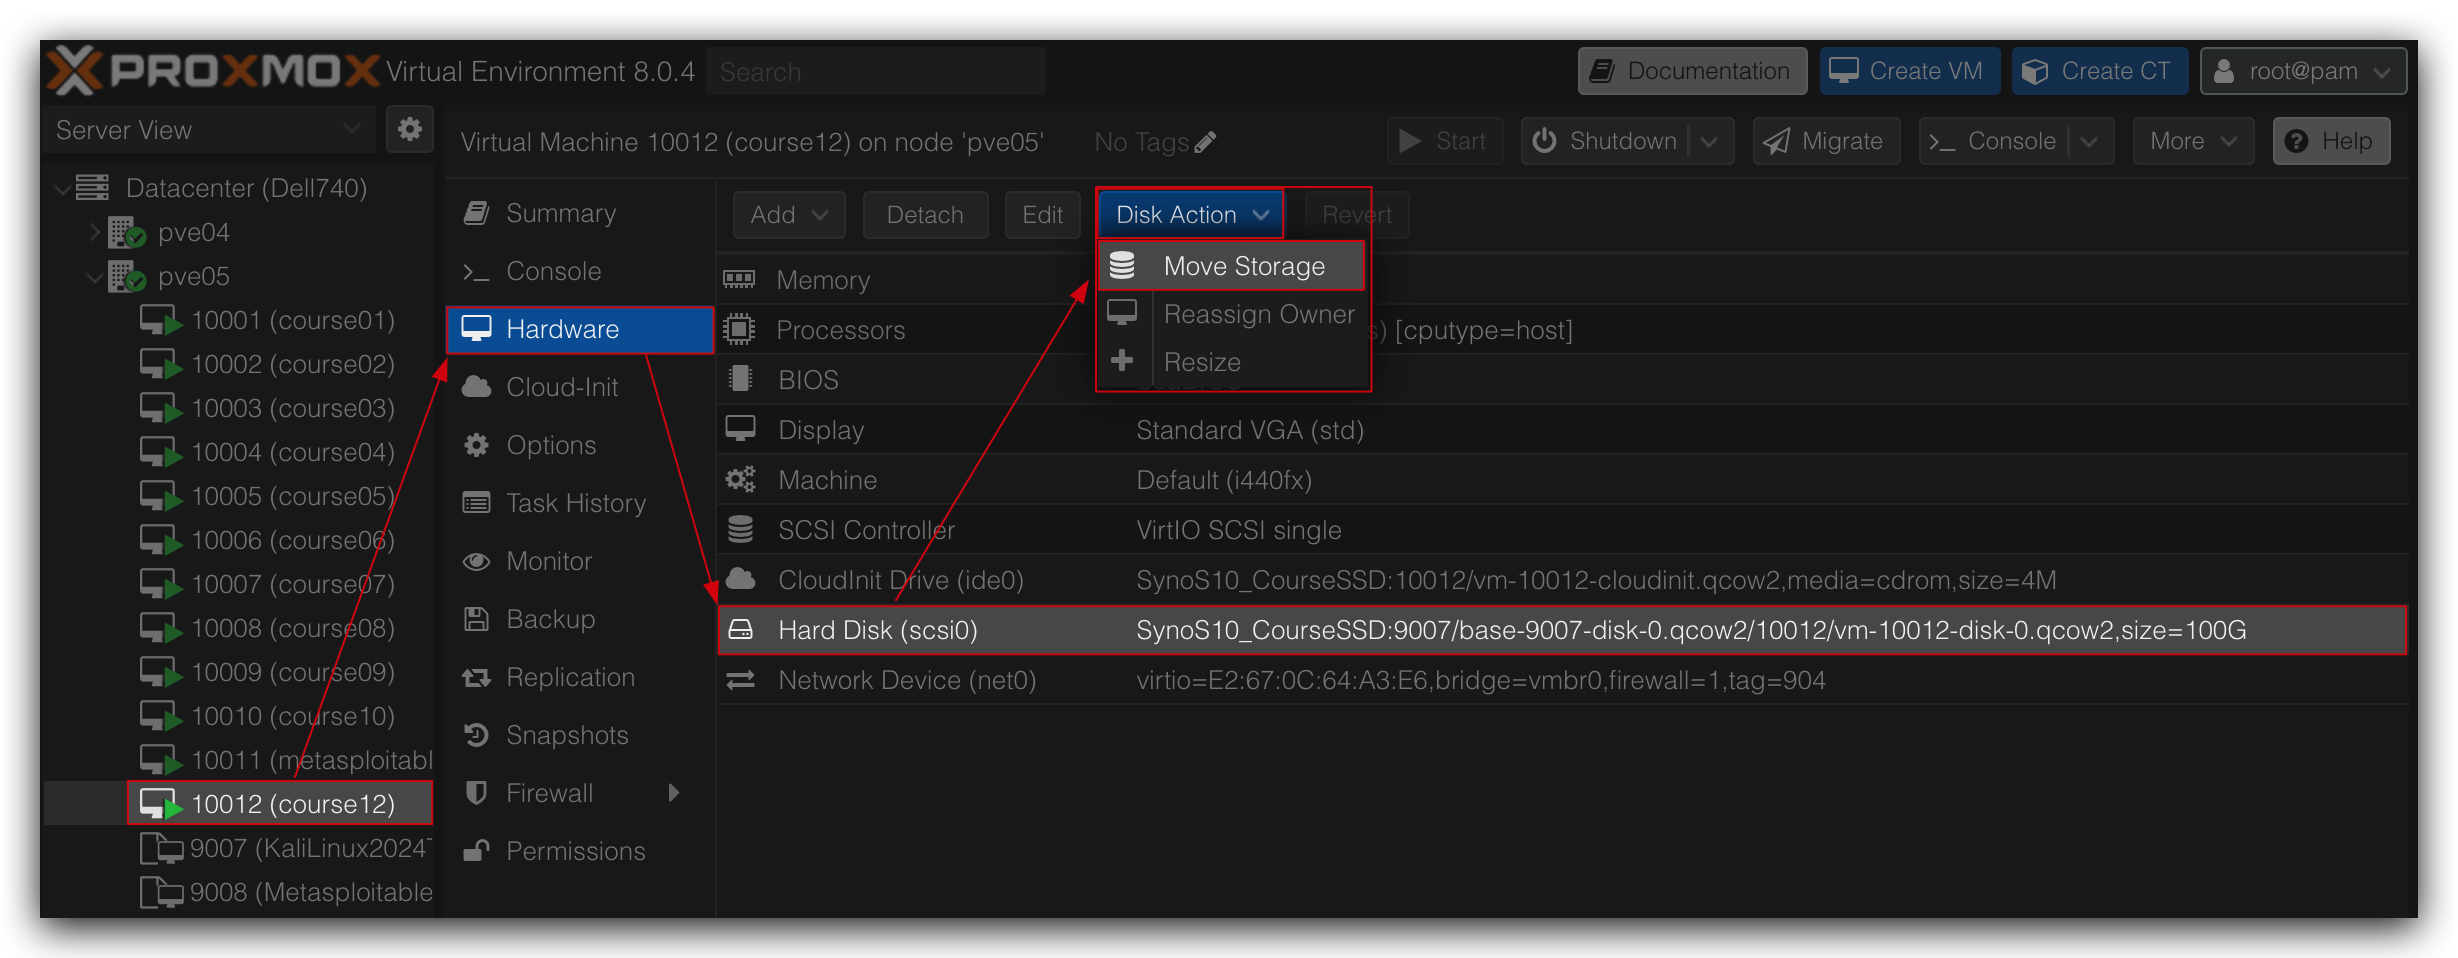 PROXMOX Virtual Environment 8.0.4 Search Documentation Create VM Create CT root@pam
Server View
Virtual Machine 10012 (course12) on node 'pve05' No Tags Start Shutdown Migrate >_ Console More Help
Datacenter (Dell740)
pve04
pve05
10001 (course01)
10002 (course02)
10003 (course03)
10004 (course04)
10005 (course05)
10006 (course06)
10007 (course07)
10008 (course08)
10009 (course09)
10010 (course10)
10011 (metasploitabl
10012 (course12)
9007 (KaliLinux2024
9008 (Metasploitable
Summary
>_ Console
Hardware
Cloud-Init
Options
Task History
Monitor
Backup
Replication
Snapshots
Firewall
Permissions
Add Detach Edit Disk Action Revert
Move Storage
Reassign Owner
Resize
Memory
Processors s) [cputype=host]
BIOS
Display Standard VGA (std)
Machine Default (i440fx)
SCSI Controller VirtIO SCSI single
CloudInit Drive (ide0) SynoS10_CourseSSD:10012/vm-10012-cloudinit.qcow2,media=cdrom,size=4M
Hard Disk (scsi0) SynoS10_CourseSSD:9007/base-9007-disk-0.qcow2/10012/vm-10012-disk-0.qcow2,size=100G
Network Device (net0) virtio=E2:67:0C:64:A3:E6,bridge=vmbr0,firewall=1,tag=904